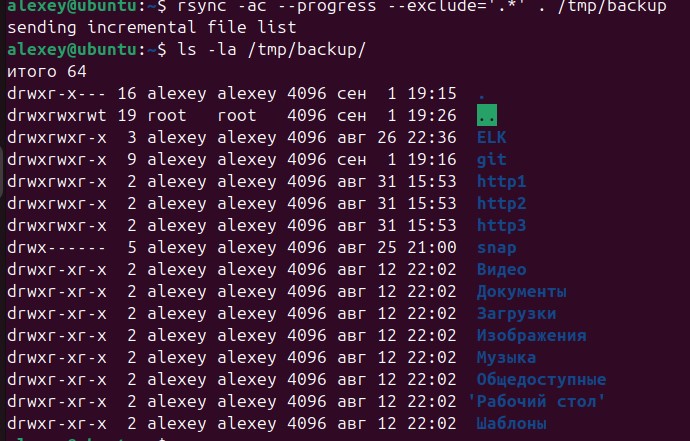 alexey@ubuntu:~$ rsync -ac --progress --exclude='.*' . /tmp/backup
sending incremental file list
alexey@ubuntu:~$ ls -la /tmp/backup/
итого 64
drwxr-x--- 16 alexey alexey 4096 сен  1 19:15  .
drwxrwxrwt 19 root   root   4096 сен  1 19:26  ..
drwxrwxr-x  3 alexey alexey 4096 авг 26 22:36  ELK
drwxrwxr-x  9 alexey alexey 4096 сен  1 19:16  git
drwxrwxr-x  2 alexey alexey 4096 авг 31 15:53  http1
drwxrwxr-x  2 alexey alexey 4096 авг 31 15:53  http2
drwxrwxr-x  2 alexey alexey 4096 авг 31 15:53  http3
drwx------  5 alexey alexey 4096 авг 25 21:00  snap
drwxr-xr-x  2 alexey alexey 4096 авг 12 22:02  Видео
drwxr-xr-x  2 alexey alexey 4096 авг 12 22:02  Документы
drwxr-xr-x  2 alexey alexey 4096 авг 12 22:02  Загрузки
drwxr-xr-x  2 alexey alexey 4096 авг 12 22:02  Изображения
drwxr-xr-x  2 alexey alexey 4096 авг 12 22:02  Музыка
drwxr-xr-x  2 alexey alexey 4096 авг 12 22:02  Общедоступные
drwxr-xr-x  2 alexey alexey 4096 авг 12 22:02 'Рабочий стол'
drwxr-xr-x  2 alexey alexey 4096 авг 12 22:02  Шаблоны